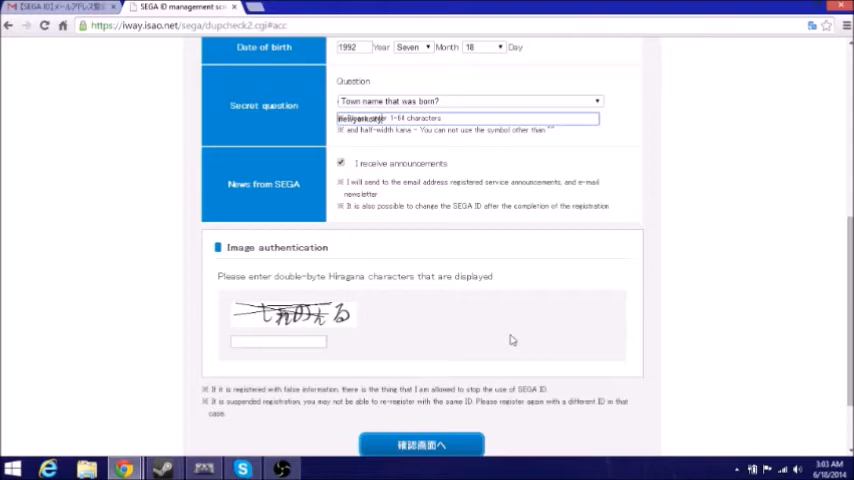 SEGA ID management scr
https://iway.isao.net/sega/dupcheck2.cgi#acc
Date of birth
1992 Year Seven Month 18 Day
Question
Secret question
Town name that was born?
1-64 characters
※ and half-width kana - You can not use the symbol other than ""
I receive announcements
News from SEGA
※ I will send to the email address registered service announcements, and e-mail
newsletter
※ It is also possible to change the SEGA ID after the completion of the registration
Image authentication
Please enter double-byte Hiragana characters that are displayed
※ If it is registered with false information, there is the thing that I am allowed to stop the use of SEGA ID.
※ It is suspended registration, you may not be able to re-register with the same ID. Please register again with a different ID in that
case.
確認画面へ
3:03 AM
6/18/2014